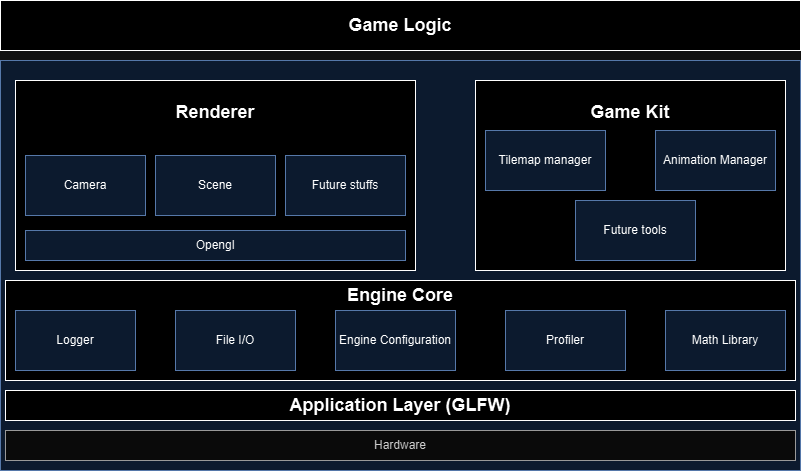 Game Logic
Renderer
Game Kit
Tilemap manager
Animation Manager
Camera
Scene
Future stuffs
Future tools
Opengl
Engine Core
Logger
File I/O
Engine Configuration
Profiler
Math Library
Application Layer (GLFW)
Hardware